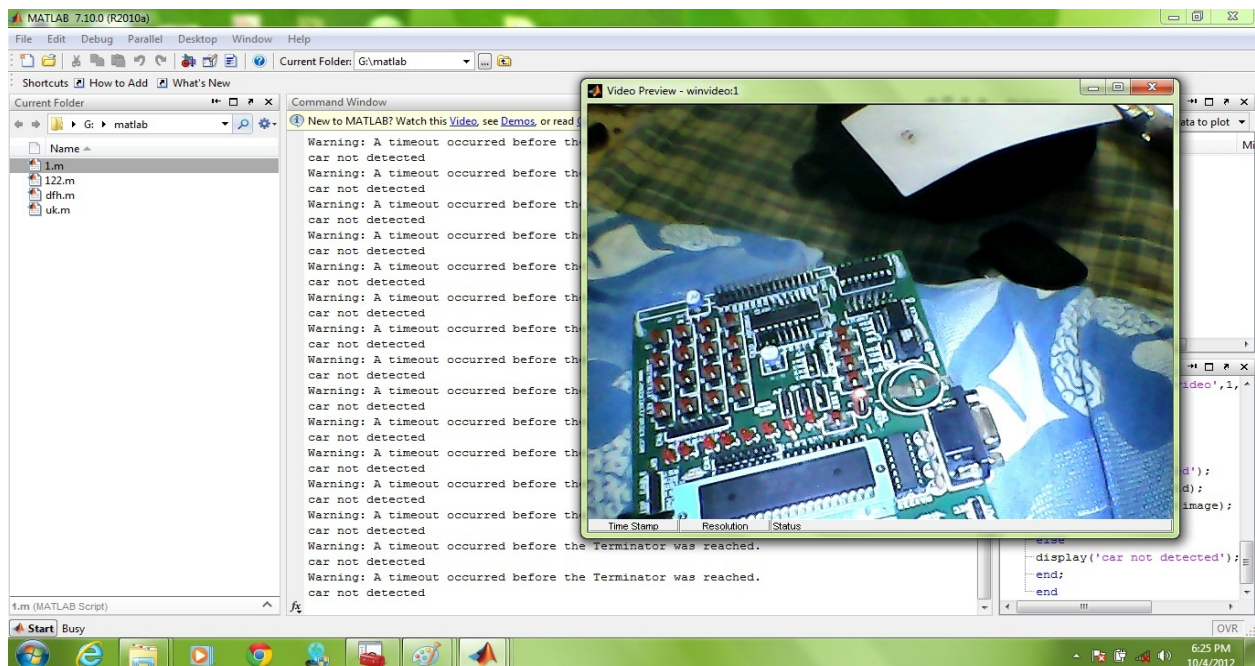 MATLAB 7.10.0 (R2010a)
File Edit Debug Parallel Desktop Window Help
Current Folder: G:\matlab
Shortcuts How to Add What's New
Current Folder
G: ▸ matlab
Name
1.m
122.m
dfh.m
uk.m
1.m (MATLAB Script)
Command Window
New to MATLAB? Watch this Video, see Demos, or read
Warning: A timeout occurred before the
car not detected
Warning: A timeout occurred before the
car not detected
Warning: A timeout occurred before the
car not detected
Warning: A timeout occurred before the
car not detected
Warning: A timeout occurred before the
car not detected
Warning: A timeout occurred before the
car not detected
Warning: A timeout occurred before the
car not detected
Warning: A timeout occurred before the
car not detected
Warning: A timeout occurred before the
car not detected
Warning: A timeout occurred before the
car not detected
Warning: A timeout occurred before the
car not detected
Warning: A timeout occurred before the
car not detected
Warning: A timeout occurred before the
car not detected
Warning: A timeout occurred before the Terminator was reached.
car not detected
Warning: A timeout occurred before the Terminator was reached.
car not detected
fx
Video Preview - winvideo:1
Time Stamp Resolution Status
ata to plot
Mi
ideo',1,
d');
d);
image);
else
display('car not detected');
end;
end
Start Busy
OVR
6:25 PM
10/4/2012